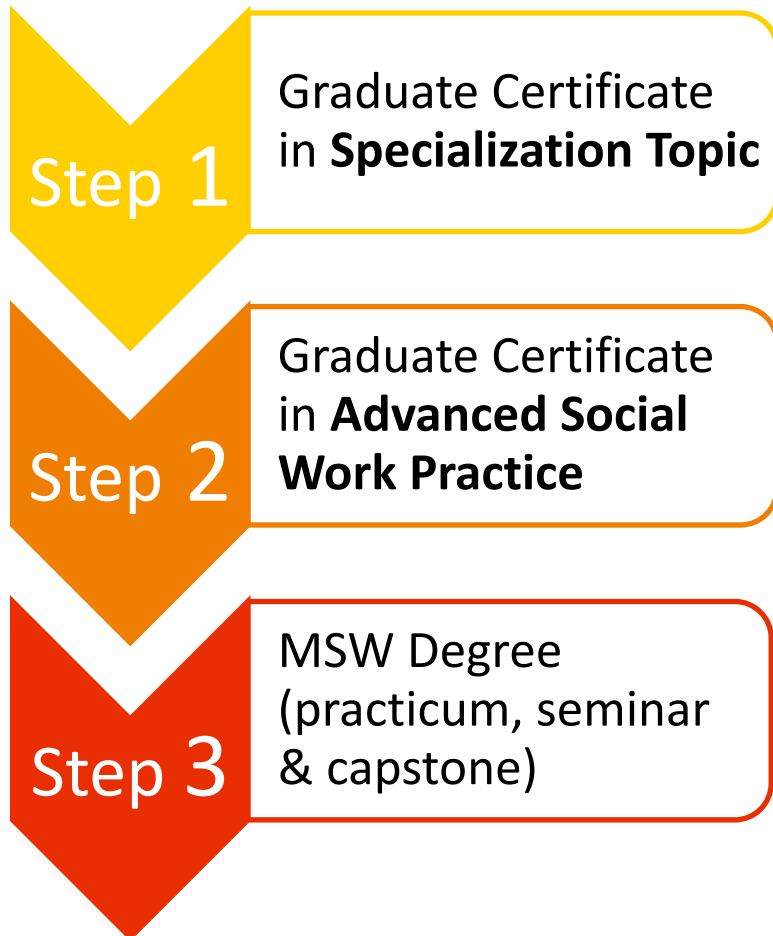 Step 1
Graduate Certificate
in Specialization Topic
Step 2
Graduate Certificate
in Advanced Social
Work Practice
Step 3
MSW Degree
(practicum, seminar
& capstone)